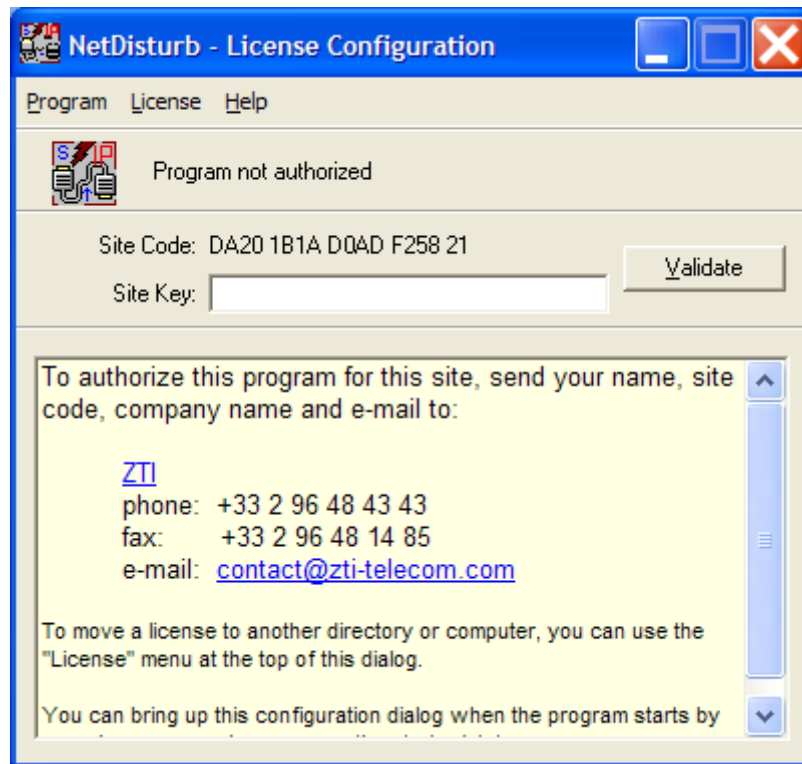 NetDisturb - License Configuration
Program License Help
Program not authorized
Site Code: DA20 1B1A D0AD F258 21
Site Key:
Validate
To authorize this program for this site, send your name, site
code, company name and e-mail to:
ZTI
phone: +33 2 96 48 43 43
fax: +33 2 96 48 14 85
e-mail: contact@zti-telecom.com
To move a license to another directory or computer, you can use the
"License" menu at the top of this dialog.
You can bring up this configuration dialog when the program starts by